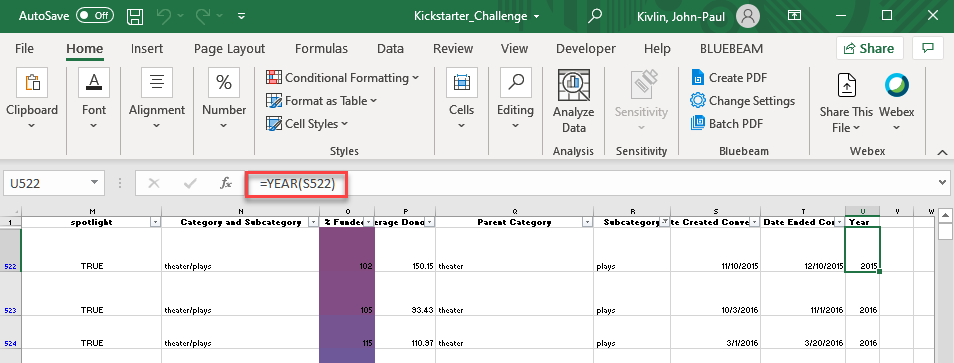 AutoSave Off Kickstarter_Challenge Kivlin, John-Paul
File Home Insert Page Layout Formulas Data Review View Developer Help BLUEBEAM Share
Clipboard Font Alignment Number Conditional Formatting Format as Table Cell Styles Cells Editing Analyze Data Sensitivity Create PDF Change Settings Batch PDF Share This File Webex
Styles Analysis Sensitivity Bluebeam Webex
U522 fx =YEAR(S522)
M N O P Q R S T U V W
1 spotlight Category and Subcategory % Funded erage Dono Parent Category Subcategory te Created Conve Date Ended Con Year
522 TRUE theater/plays 102 150.15 theater plays 11/10/2015 12/10/2015 2015
523 TRUE theater/plays 105 93.43 theater plays 10/3/2016 11/1/2016 2016
524 TRUE theater/plays 115 110.97 theater plays 3/1/2016 3/20/2016 2016